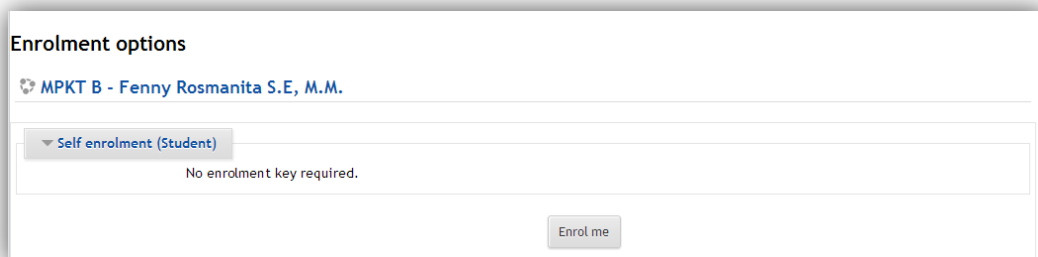 Enrolment options
MPKT B - Fenny Rosmanita S.E, M.M.
Self enrolment (Student)
No enrolment key required.
Enrol me